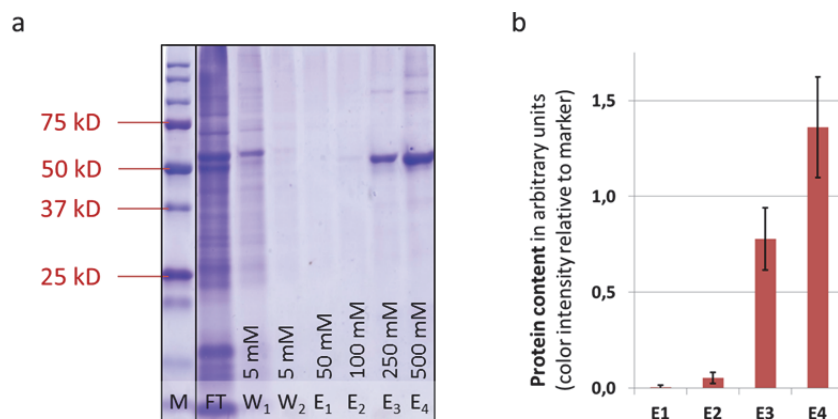 a
75 kD
50 kD
37 kD
25 kD
5 mM
5 mM
50 mM
100 mM
250 mM
500 mM
M FT W₁ W₂ E₁ E₂ E₃ E₄
b
Protein content in arbitrary units
(color intensity relative to marker)
1,5
1,0
0,5
0,0
E1 E2 E3 E4